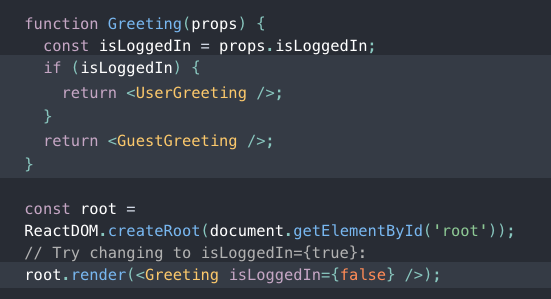 function Greeting(props) {
  const isLoggedIn = props.isLoggedIn;
  if (isLoggedIn) {
    return <UserGreeting />;
  }
  return <GuestGreeting />;
}

const root =
ReactDOM.createRoot(document.getElementById('root'));
// Try changing to isLoggedIn={true}:
root.render(<Greeting isLoggedIn={false} />);